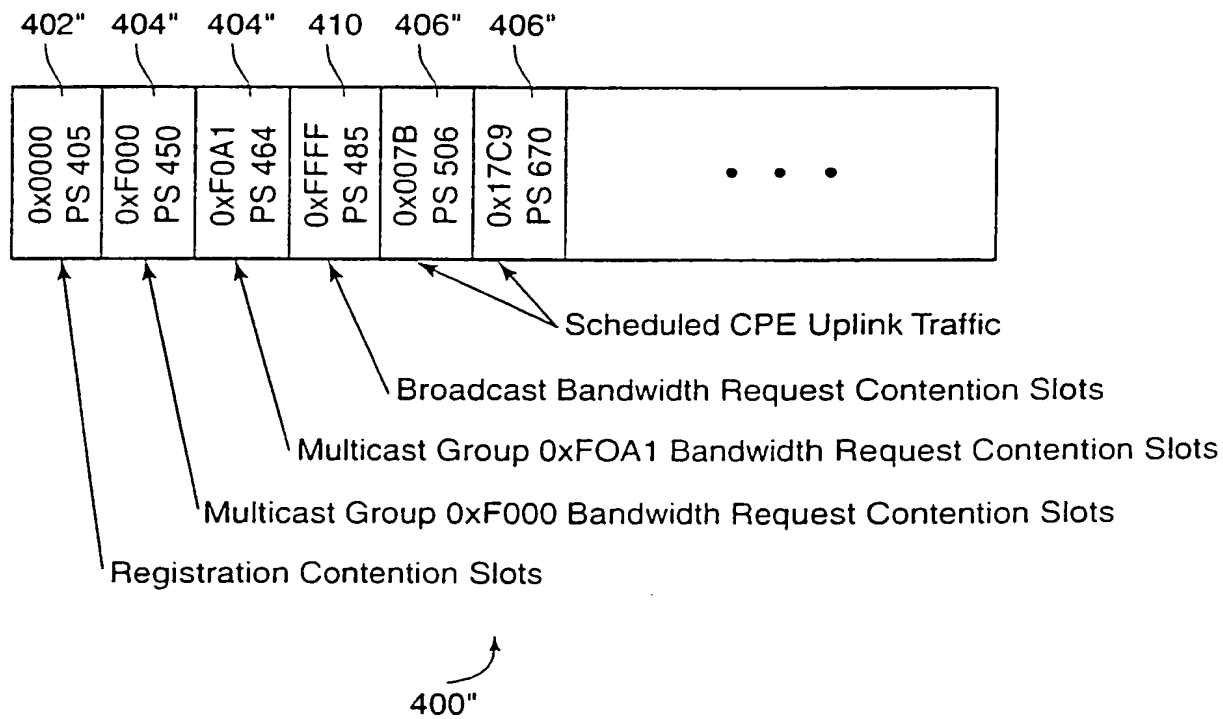 402" 404" 404" 410 406" 406"
0x0000
PS 405
0xF000
PS 450
0xF0A1
PS 464
0xFFFF
PS 485
0x007B
PS 506
0x17C9
PS 670
• • •
Scheduled CPE Uplink Traffic
Broadcast Bandwidth Request Contention Slots
Multicast Group 0xFOA1 Bandwidth Request Contention Slots
Multicast Group 0xF000 Bandwidth Request Contention Slots
Registration Contention Slots
400"